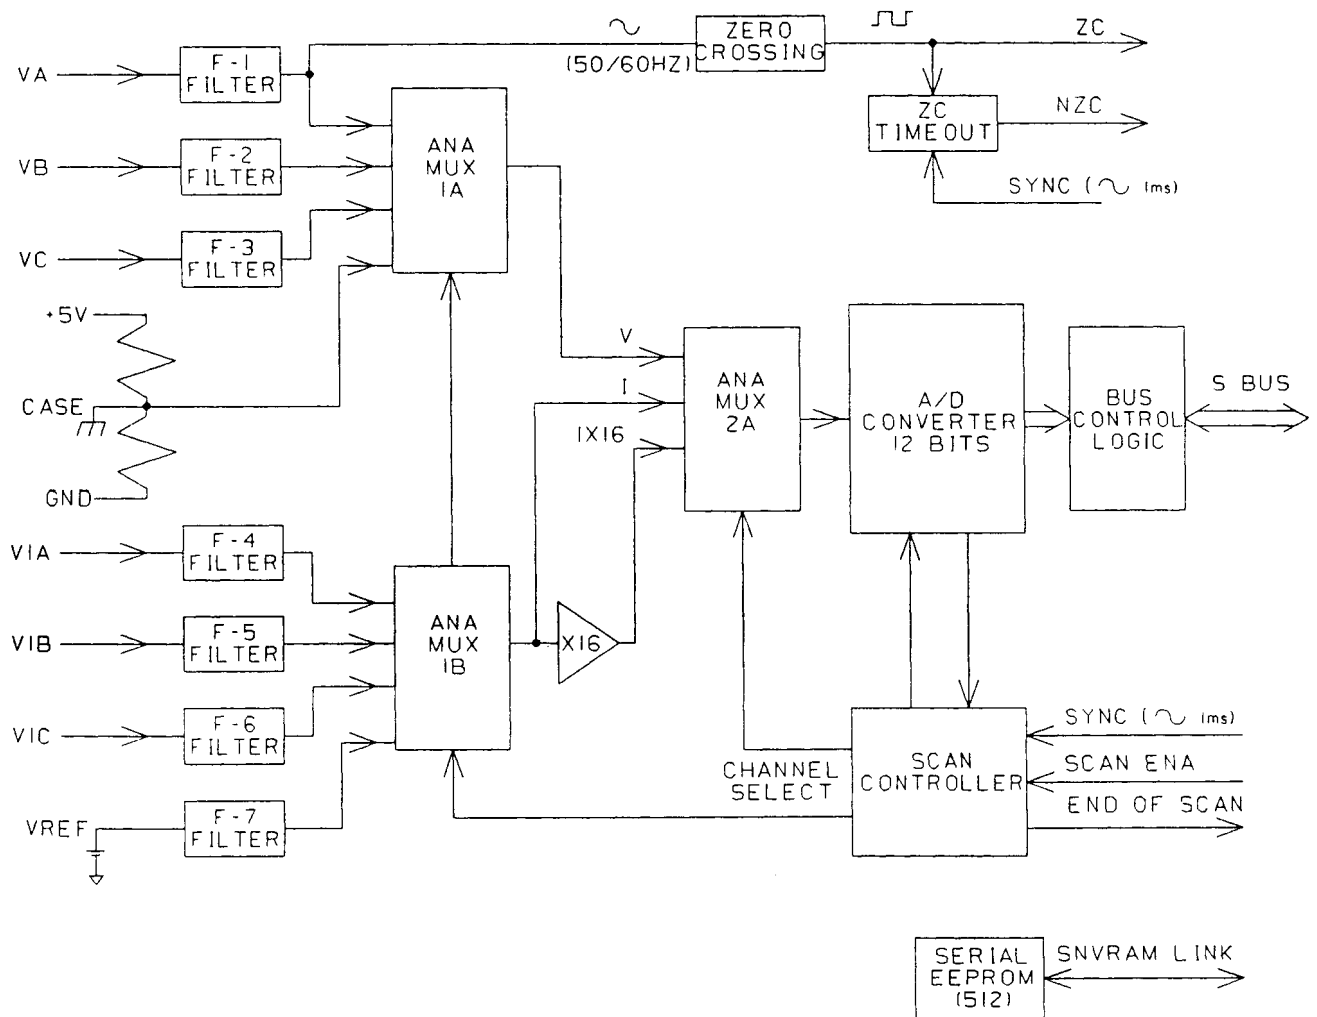 ZERO
CROSSING
(50/60HZ)
ZC
VA
F-1
FILTER
ZC
TIMEOUT
NZC
SYNC (~ 1ms)
VB
F-2
FILTER
ANA
MUX
1A
VC
F-3
FILTER
+5V
CASE
GND
V
I
IX16
ANA
MUX
2A
A/D
CONVERTER
12 BITS
BUS
CONTROL
LOGIC
S BUS
VIA
F-4
FILTER
VIB
F-5
FILTER
ANA
MUX
1B
X16
VIC
F-6
FILTER
VREF
F-7
FILTER
CHANNEL
SELECT
SCAN
CONTROLLER
SYNC (~ 1ms)
SCAN ENA
END OF SCAN
SERIAL
EEPROM
(512)
SNVRAM LINK